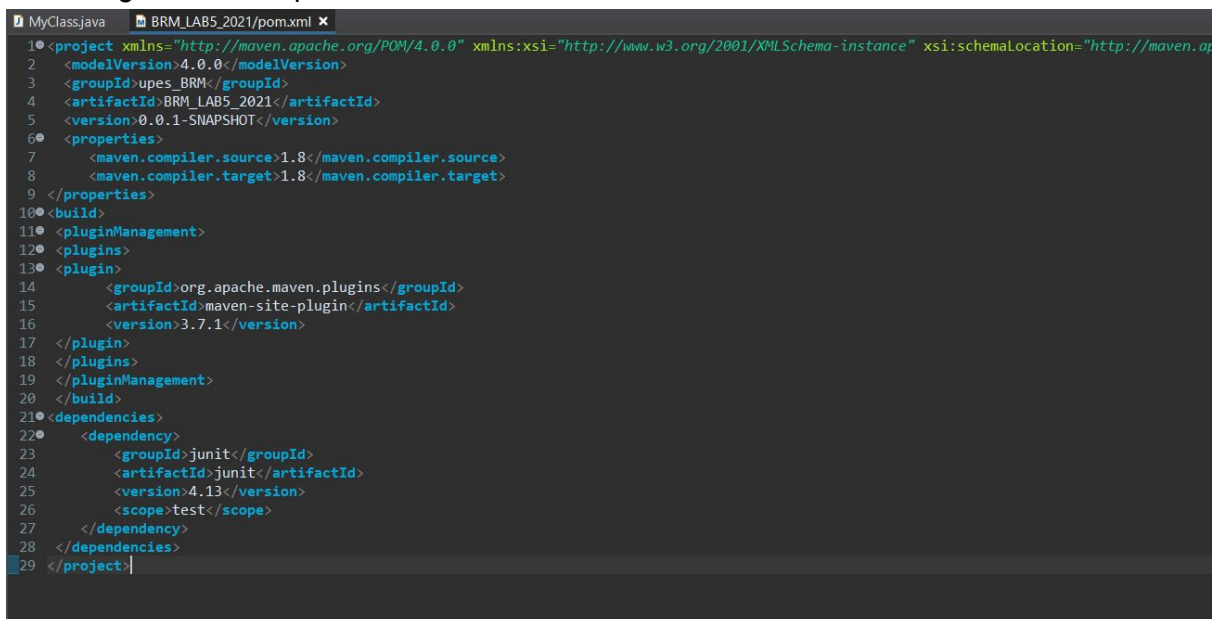 MyClass.java BRM_LAB5_2021/pom.xml
1 <project xmlns="http://maven.apache.org/POM/4.0.0" xmlns:xsi="http://www.w3.org/2001/XMLSchema-instance" xsi:schemaLocation="http://maven.ap
2 <modelVersion>4.0.0</modelVersion>
3 <groupId>upes_BRM</groupId>
4 <artifactId>BRM_LAB5_2021</artifactId>
5 <version>0.0.1-SNAPSHOT</version>
6 <properties>
7 <maven.compiler.source>1.8</maven.compiler.source>
8 <maven.compiler.target>1.8</maven.compiler.target>
9 </properties>
10 <build>
11 <pluginManagement>
12 <plugins>
13 <plugin>
14 <groupId>org.apache.maven.plugins</groupId>
15 <artifactId>maven-site-plugin</artifactId>
16 <version>3.7.1</version>
17 </plugin>
18 </plugins>
19 </pluginManagement>
20 </build>
21 <dependencies>
22 <dependency>
23 <groupId>junit</groupId>
24 <artifactId>junit</artifactId>
25 <version>4.13</version>
26 <scope>test</scope>
27 </dependency>
28 </dependencies>
29 </project>